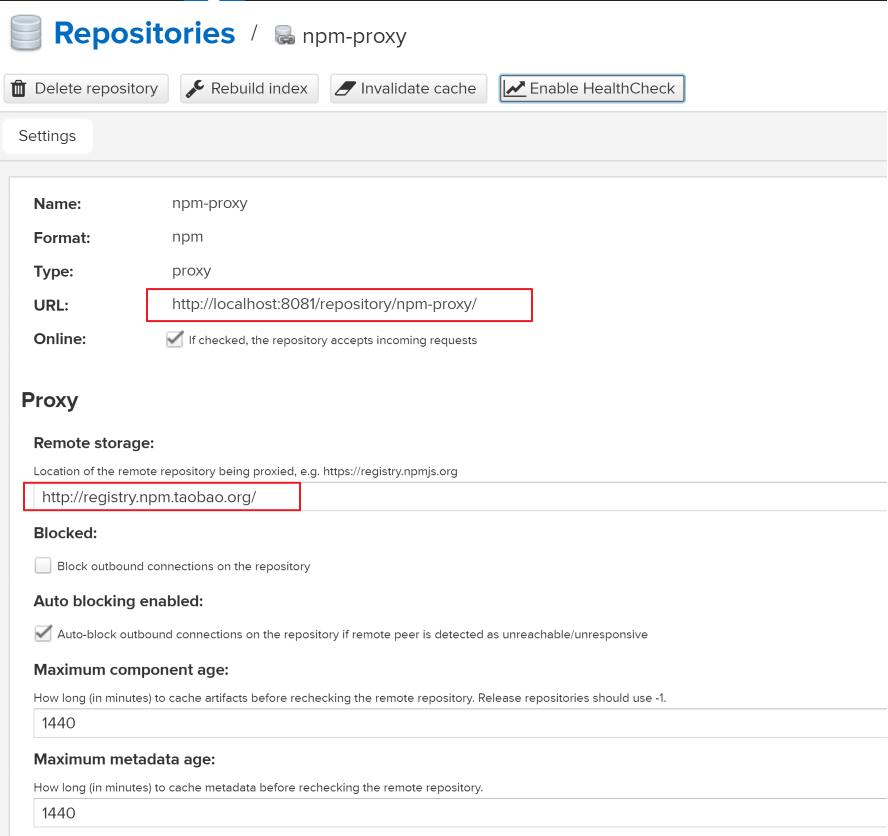 Repositories / npm-proxy
Delete repository Rebuild index Invalidate cache Enable HealthCheck
Settings
Name: npm-proxy
Format: npm
Type: proxy
URL: http://localhost:8081/repository/npm-proxy/
Online: If checked, the repository accepts incoming requests
Proxy
Remote storage:
Location of the remote repository being proxied, e.g. https://registry.npmjs.org
http://registry.npm.taobao.org/
Blocked:
Block outbound connections on the repository
Auto blocking enabled:
Auto-block outbound connections on the repository if remote peer is detected as unreachable/unresponsive
Maximum component age:
How long (in minutes) to cache artifacts before rechecking the remote repository. Release repositories should use -1.
1440
Maximum metadata age:
How long (in minutes) to cache metadata before rechecking the remote repository.
1440